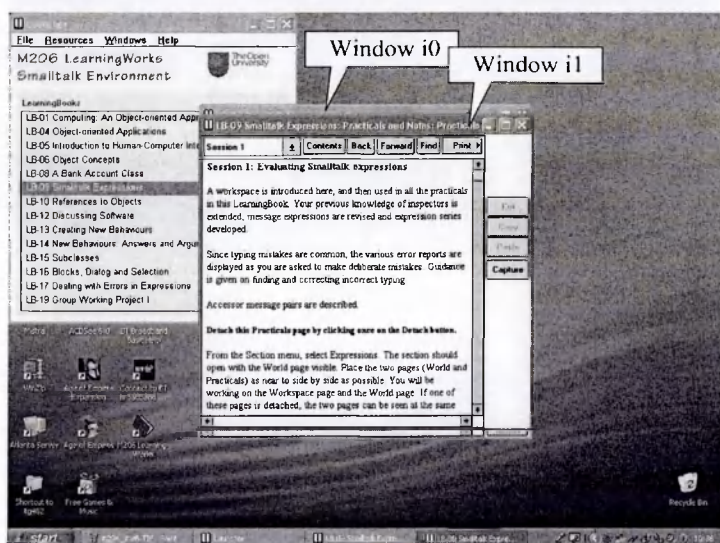 Window i0
Window i1
File Resources Windows Help
M206 LearningWorks
Smalltalk Environment
The Open
University
LearningBooks
LB-01 Computing: An Object-oriented Appr
LB-04 Object-oriented Applications
LB-05 Introduction to Human-Computer Inte
LB-06 Object Concepts
LB-08 A Bank Account Class
LB-09 Smalltalk Expressions
LB-10 References to Objects
LB-12 Discussing Software
LB-13 Creating New Behaviours
LB-14 New Behaviours: Answers and Argu
LB-15 Subclasses
LB-16 Blocks, Dialog and Selection
LB-17 Dealing with Errors in Expressions
LB-19 Group Working Project I
LB-09 Smalltalk Expressions: Practicals and Notes: Practicals
Session 1 Contents Back Forward Find Print
Session 1: Evaluating Smalltalk expressions
A workspace is introduced here, and then used in all the practicals
in this LearningBook. Your previous knowledge of inspectors is
extended, message expressions are revised and expression series
developed.
Since typing mistakes are common, the various error reports are
displayed as you are asked to make deliberate mistakes. Guidance
is given on finding and correcting incorrect typing.
Accessor message pairs are described.
Detach this Practicals page by clicking once on the Detach button.
From the Section menu, select Expressions. The section should
open with the World page visible. Place the two pages (World and
Practicals) as near to side by side as possible. You will be
working on the Workspace page and the World page. If one of
these pages is detached, the two pages can be seen at the same
Cut
Paste
Capture
WinZip
Shortcut to
Free Games &
Music
Recycle Bin
start